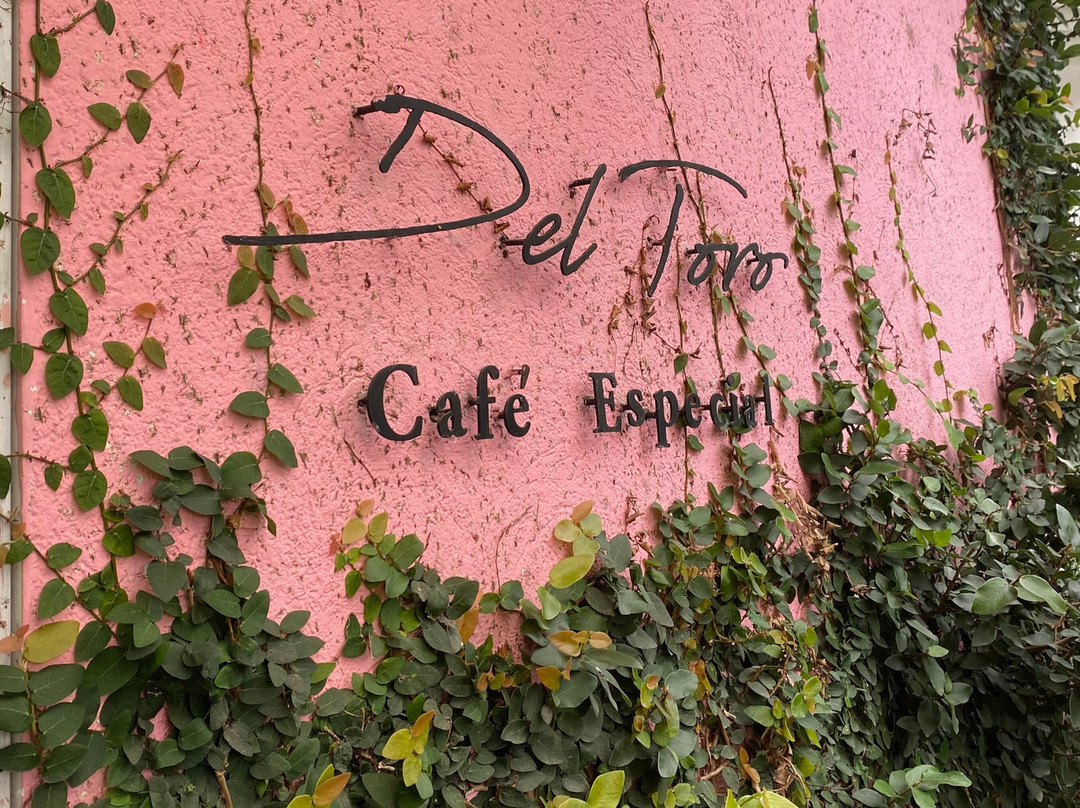 Del Toro
Café Especial